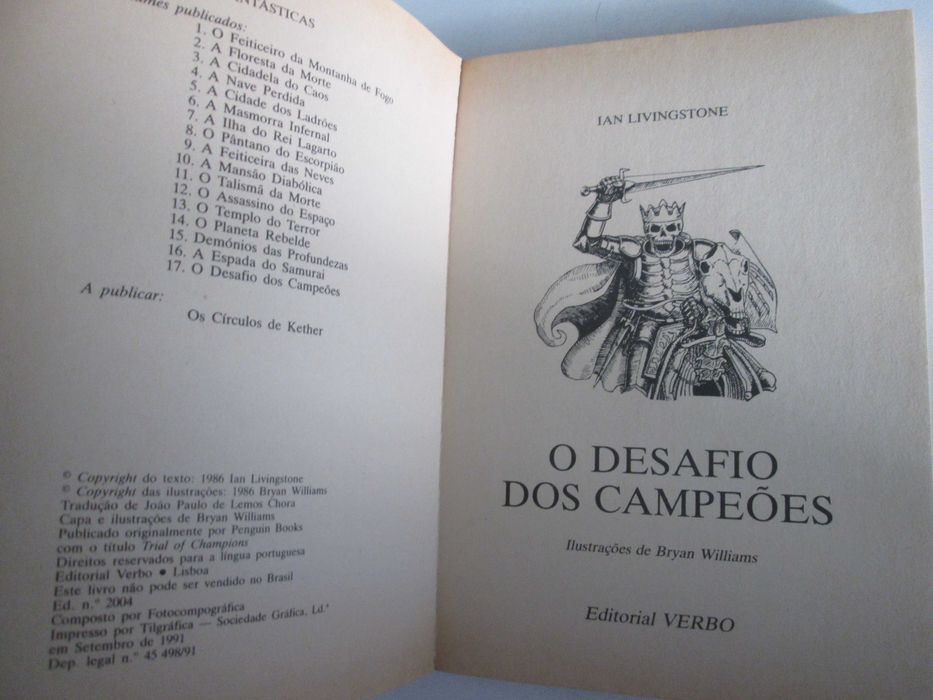 NTÁSTICAS
umes publicados:
1. O Feiticeiro da Montanha de Fogo
2. A Floresta da Morte
3. A Cidadela do Caos
4. A Nave Perdida
5. A Cidade dos Ladrões
6. A Masmorra Infernal
7. A Ilha do Rei Lagarto
8. O Pântano do Escorpião
9. A Feiticeira das Neves
10. A Mansão Diabólica
11. O Talismã da Morte
12. O Assassino do Espaço
13. O Templo do Terror
14. O Planeta Rebelde
15. Demónios das Profundezas
16. A Espada do Samurai
17. O Desafio dos Campeões
A publicar:
Os Círculos de Kether
© Copyright do texto: 1986 Ian Livingstone
© Copyright das ilustrações: 1986 Bryan Williams
Tradução de João Paulo de Lemos Chora
Capa e ilustrações de Bryan Williams
Publicado originalmente por Penguin Books
com o título Trial of Champions
Direitos reservados para a língua portuguesa
Editorial Verbo • Lisboa
Este livro não pode ser vendido no Brasil
Ed. n.° 2004
Composto por Fotocompográfica
Impresso por Tilgráfica — Sociedade Gráfica, Ld.ª
em Setembro de 1991
Dep. legal n.° 45 498/91
IAN LIVINGSTONE
O DESAFIO
DOS CAMPEÕES
Ilustrações de Bryan Williams
Editorial VERBO